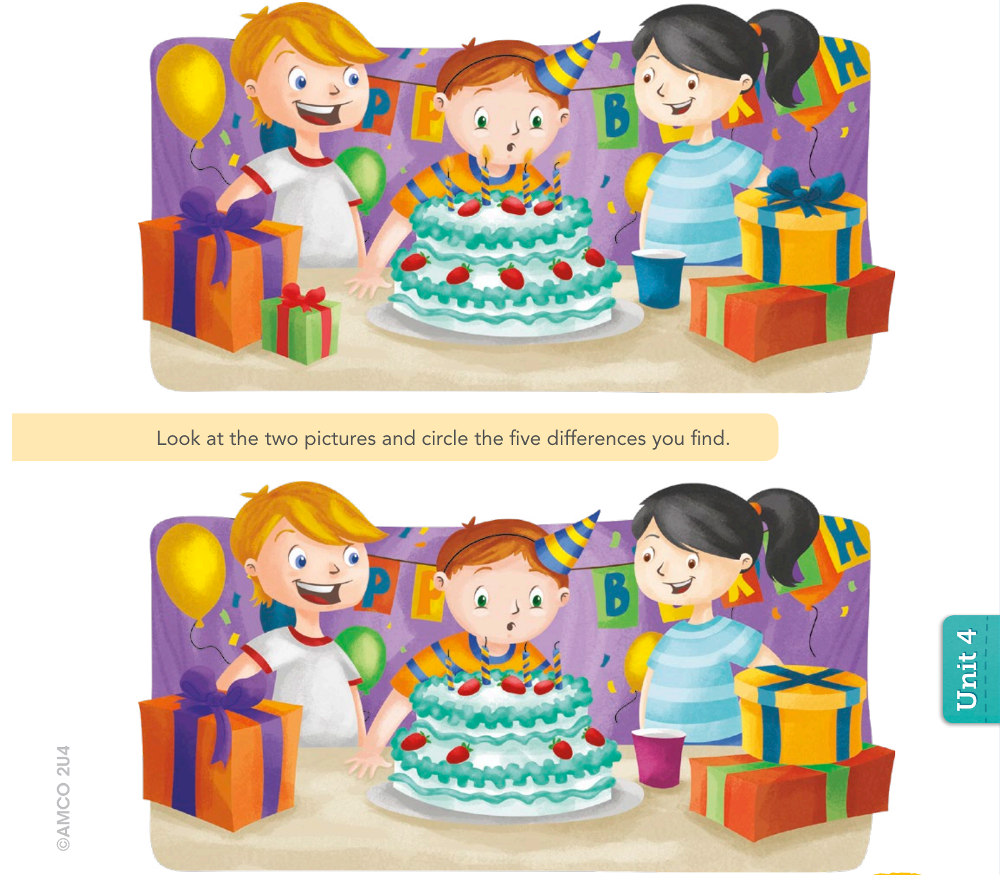 P P B R H
Look at the two pictures and circle the five differences you find.
P P B R H
Unit 4
©AMCO 2U4